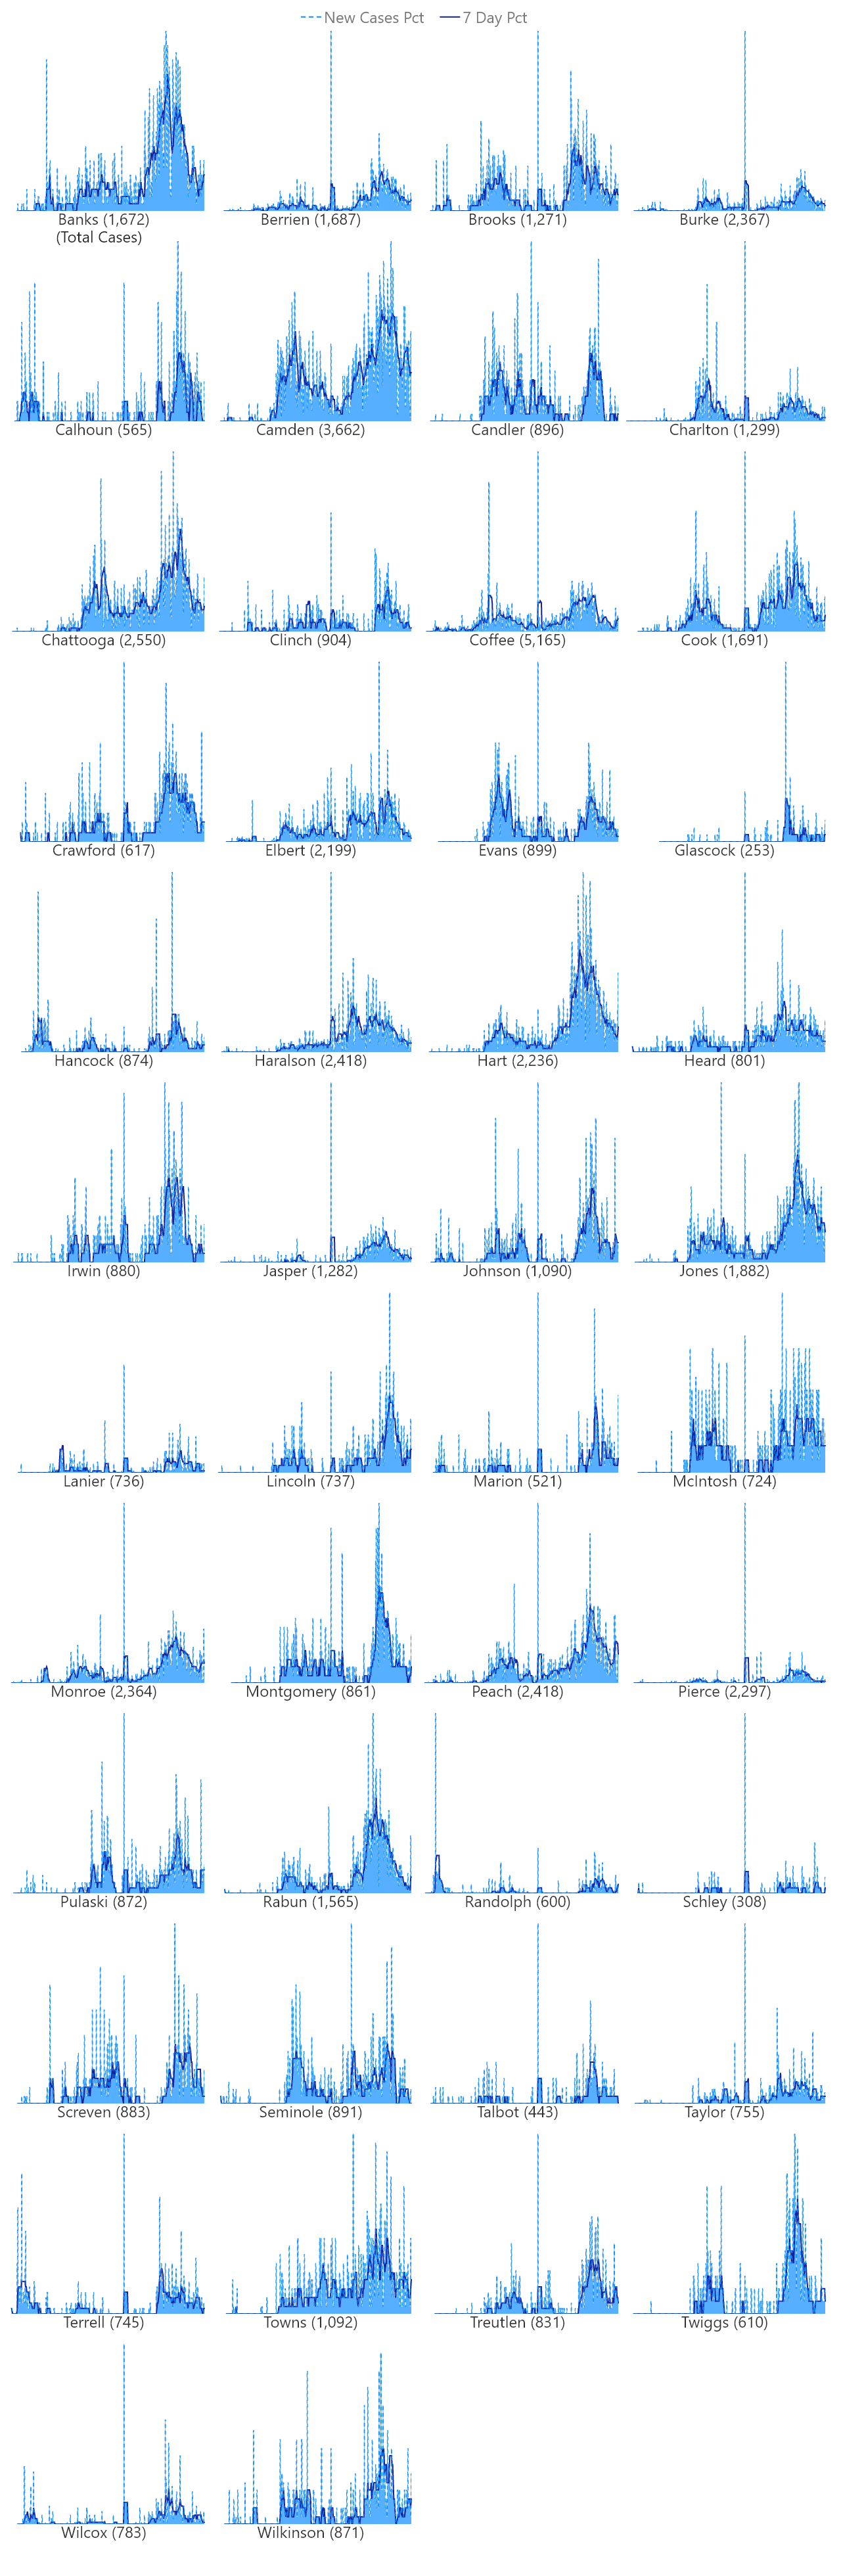 New Cases Pct 7 Day Pct
Banks (1,672) Berrien (1,687) Brooks (1,271) Burke (2,367)
(Total Cases)
Calhoun (565) Camden (3,662) Candler (896) Charlton (1,299)
Chattooga (2,550) Clinch (904) Coffee (5,165) Cook (1,691)
Crawford (617) Elbert (2,199) Evans (899) Glascock (253)
Hancock (874) Haralson (2,418) Hart (2,236) Heard (801)
Irwin (880) Jasper (1,282) Johnson (1,090) Jones (1,882)
Lanier (736) Lincoln (737) Marion (521) McIntosh (724)
Monroe (2,364) Montgomery (861) Peach (2,418) Pierce (2,297)
Pulaski (872) Rabun (1,565) Randolph (600) Schley (308)
Screven (883) Seminole (891) Talbot (443) Taylor (755)
Terrell (745) Towns (1,092) Treutlen (831) Twiggs (610)
Wilcox (783) Wilkinson (871)